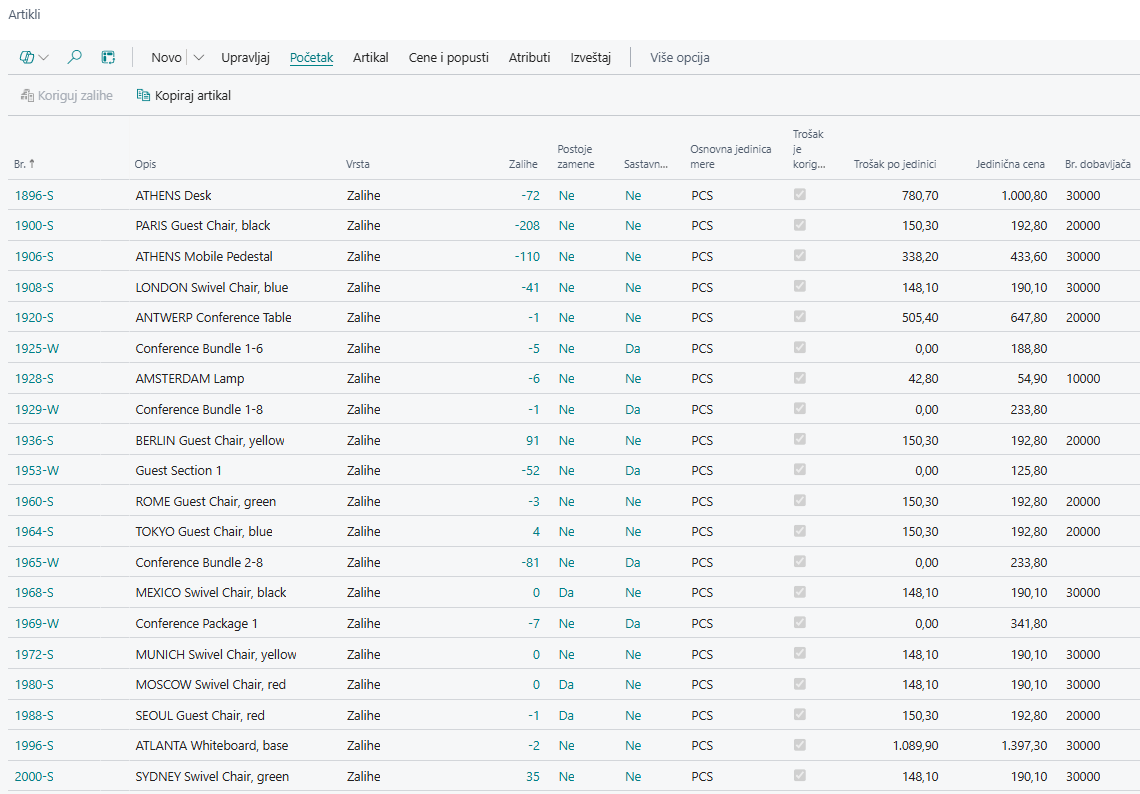 Artikli
Novo Upravljaj Početak Artikal Cene i popusti Atributi Izveštaj Više opcija
Koriguj zalihe Kopiraj artikal
Br. ↑ Opis Vrsta Zalihe Postoje zamene Sastavn... Osnovna jedinica mere Trošak je korig... Trošak po jedinici Jedinična cena Br. dobavljača
1896-S ATHENS Desk Zalihe -72 Ne Ne PCS 780,70 1.000,80 30000
1900-S PARIS Guest Chair, black Zalihe -208 Ne Ne PCS 150,30 192,80 20000
1906-S ATHENS Mobile Pedestal Zalihe -110 Ne Ne PCS 338,20 433,60 30000
1908-S LONDON Swivel Chair, blue Zalihe -41 Ne Ne PCS 148,10 190,10 30000
1920-S ANTWERP Conference Table Zalihe -1 Ne Ne PCS 505,40 647,80 20000
1925-W Conference Bundle 1-6 Zalihe -5 Ne Da PCS 0,00 188,80
1928-S AMSTERDAM Lamp Zalihe -6 Ne Ne PCS 42,80 54,90 10000
1929-W Conference Bundle 1-8 Zalihe -1 Ne Da PCS 0,00 233,80
1936-S BERLIN Guest Chair, yellow Zalihe 91 Ne Ne PCS 150,30 192,80 20000
1953-W Guest Section 1 Zalihe -52 Ne Da PCS 0,00 125,80
1960-S ROME Guest Chair, green Zalihe -3 Ne Ne PCS 150,30 192,80 20000
1964-S TOKYO Guest Chair, blue Zalihe 4 Ne Ne PCS 150,30 192,80 20000
1965-W Conference Bundle 2-8 Zalihe -81 Ne Da PCS 0,00 233,80
1968-S MEXICO Swivel Chair, black Zalihe 0 Da Ne PCS 148,10 190,10 30000
1969-W Conference Package 1 Zalihe -7 Ne Da PCS 0,00 341,80
1972-S MUNICH Swivel Chair, yellow Zalihe 0 Ne Ne PCS 148,10 190,10 30000
1980-S MOSCOW Swivel Chair, red Zalihe 0 Da Ne PCS 148,10 190,10 30000
1988-S SEOUL Guest Chair, red Zalihe -1 Da Ne PCS 150,30 192,80 20000
1996-S ATLANTA Whiteboard, base Zalihe -2 Ne Ne PCS 1.089,90 1.397,30 30000
2000-S SYDNEY Swivel Chair, green Zalihe 35 Ne Ne PCS 148,10 190,10 30000